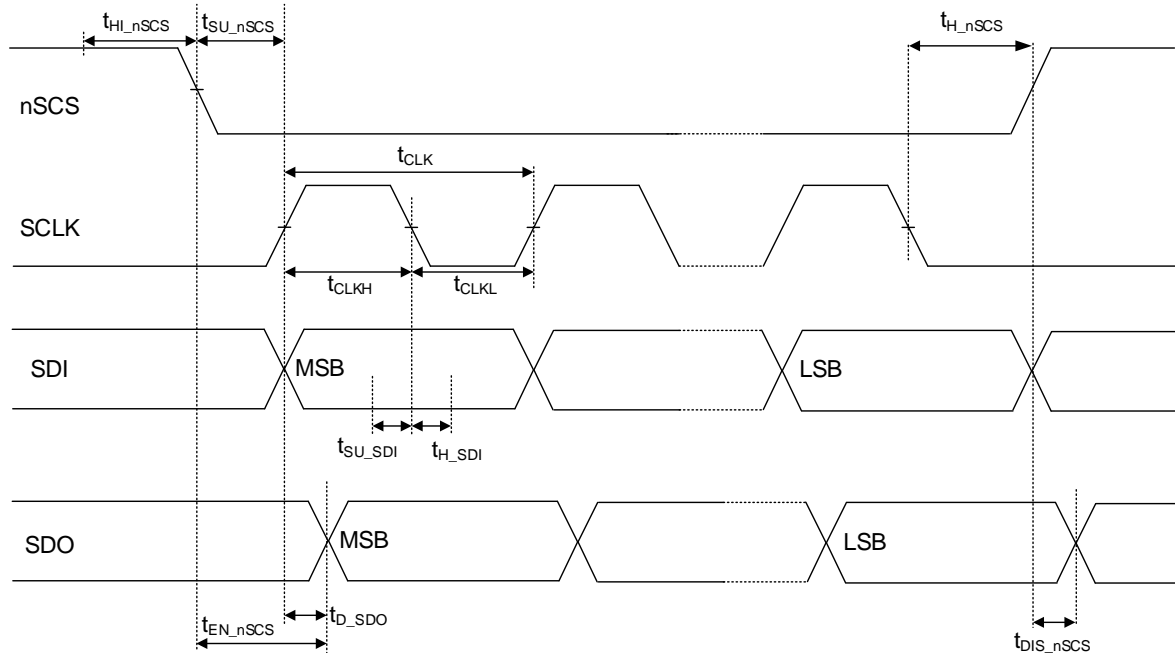 tHI_nSCS
tSU_nSCS
tH_nSCS
nSCS
tCLK
SCLK
tCLKH
tCLKL
SDI
MSB
LSB
tSU_SDI
tH_SDI
SDO
MSB
LSB
tEN_nSCS
tD_SDO
tDIS_nSCS